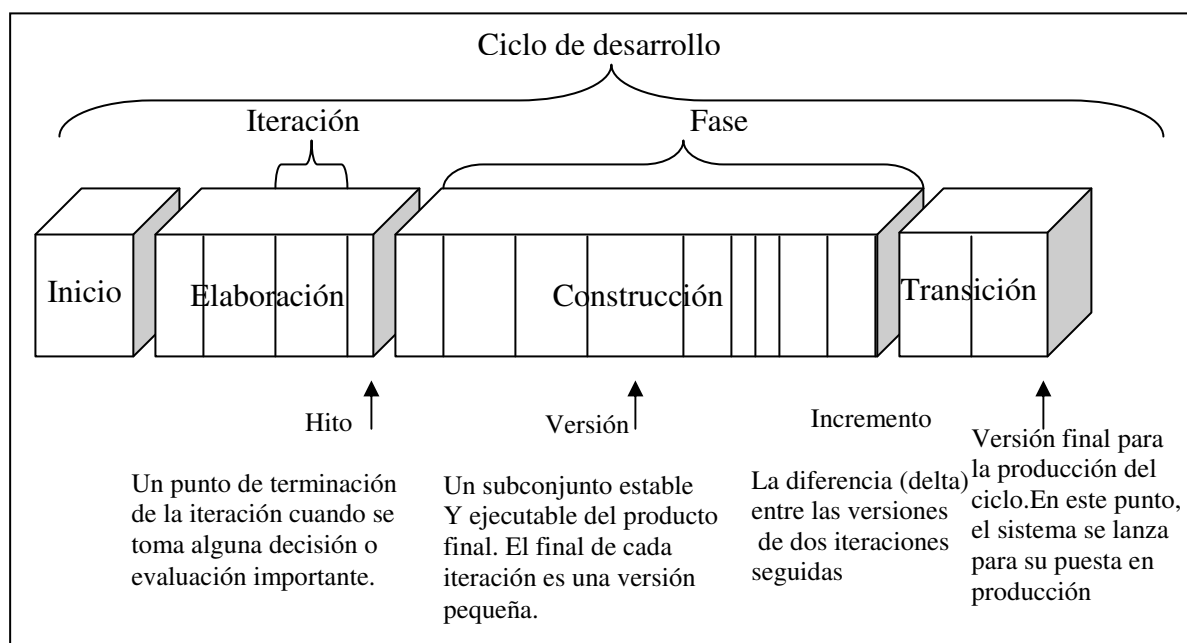 Ciclo de desarrollo
Iteración
Fase
Inicio
Elaboración
Construcción
Transición
Hito
Un punto de terminación
de la iteración cuando se
toma alguna decisión o
evaluación importante.
Versión
Un subconjunto estable
Y ejecutable del producto
final. El final de cada
iteración es una versión
pequeña.
Incremento
La diferencia (delta)
entre las versiones
de dos iteraciones
seguidas
Versión final para
la producción del
ciclo.En este punto,
el sistema se lanza
para su puesta en
producción